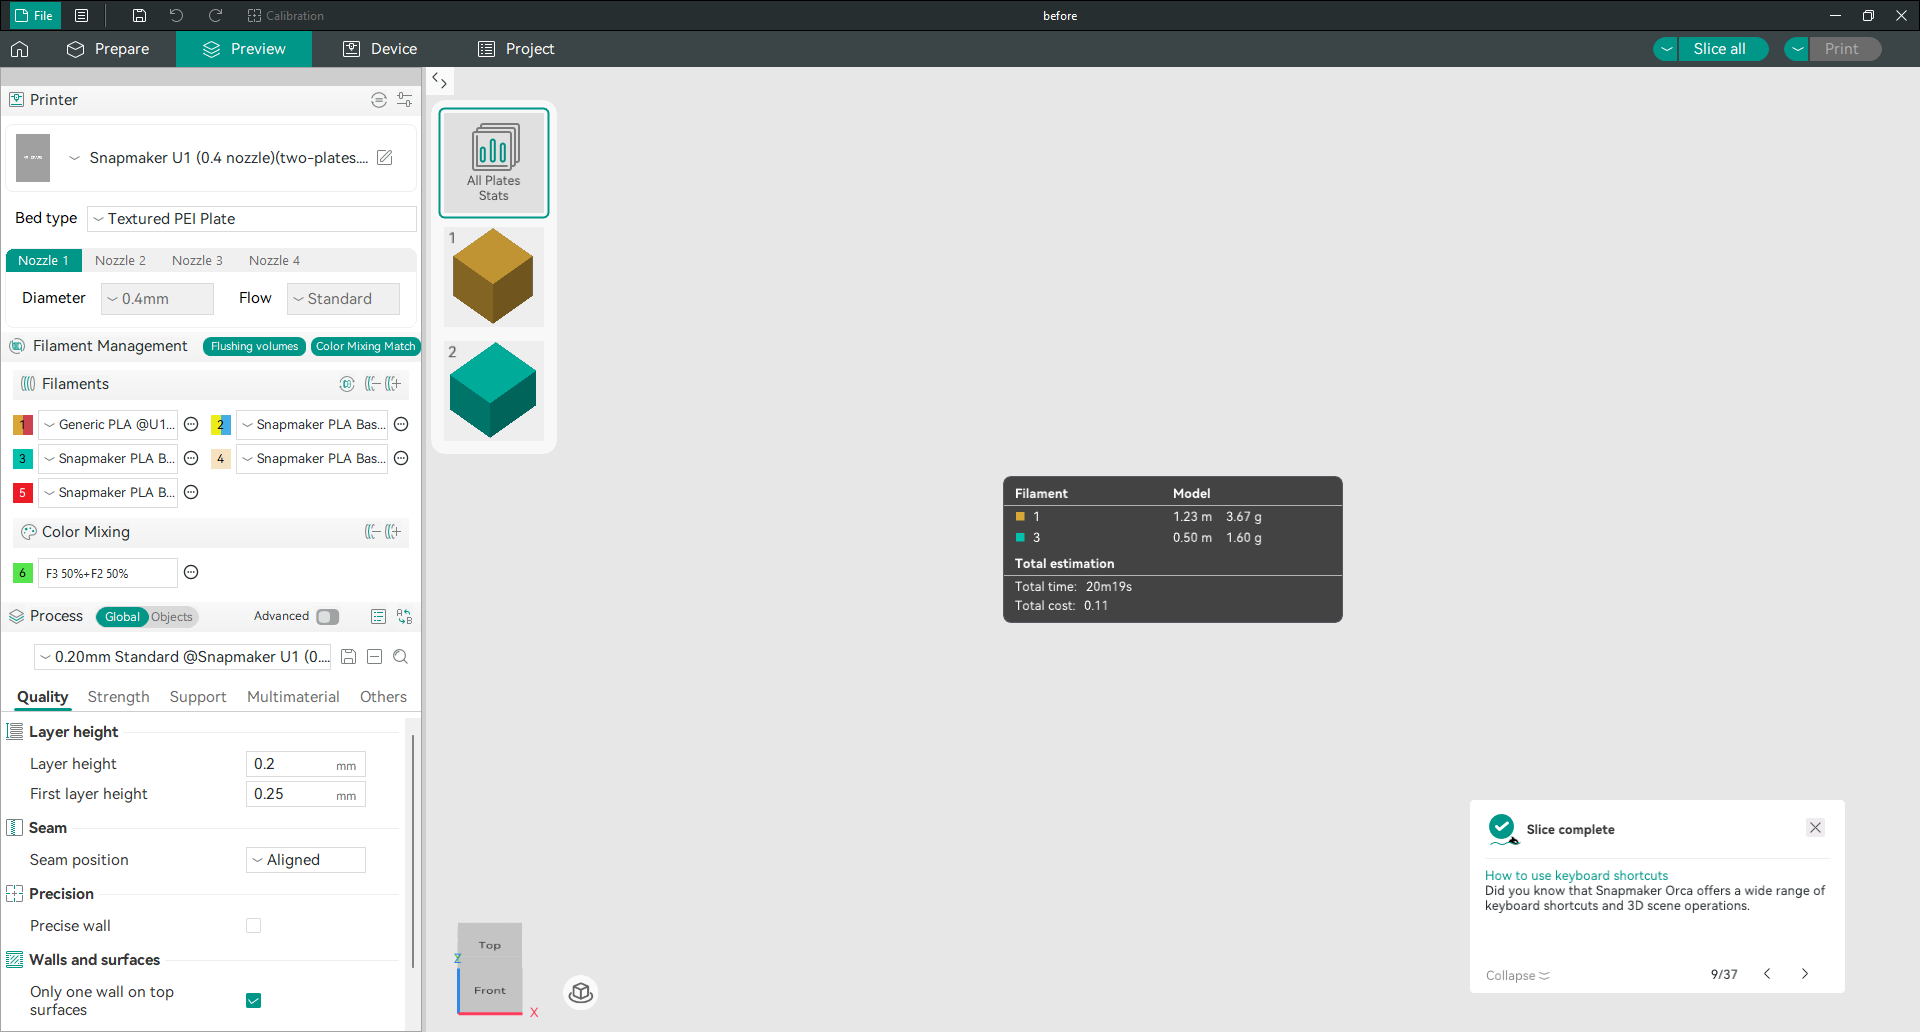 File
Calibration
before
Prepare
Preview
Device
Project
Slice all
Print
Printer
Snapmaker U1 (0.4 nozzle)(two-plates....
Bed type
Textured PEI Plate
Nozzle 1
Nozzle 2
Nozzle 3
Nozzle 4
Diameter
0.4mm
Flow
Standard
Filament Management
Flushing volumes
Color Mixing Match
Filaments
1
Generic PLA @U1...
2
Snapmaker PLA Bas...
3
Snapmaker PLA B...
4
Snapmaker PLA Bas...
5
Snapmaker PLA B...
Color Mixing
6
F3 50%+F2 50%
Process
Global
Objects
Advanced
0.20mm Standard @Snapmaker U1 (0....
Quality
Strength
Support
Multimaterial
Others
Layer height
Layer height
0.2 mm
First layer height
0.25 mm
Seam
Seam position
Aligned
Precision
Precise wall
Walls and surfaces
Only one wall on top
surfaces
All Plates
Stats
1
2
Filament Model
1 1.23 m 3.67 g
3 0.50 m 1.60 g
Total estimation
Total time: 20m19s
Total cost: 0.11
Top
Z
Front
X
Slice complete
How to use keyboard shortcuts
Did you know that Snapmaker Orca offers a wide range of
keyboard shortcuts and 3D scene operations.
Collapse
9/37